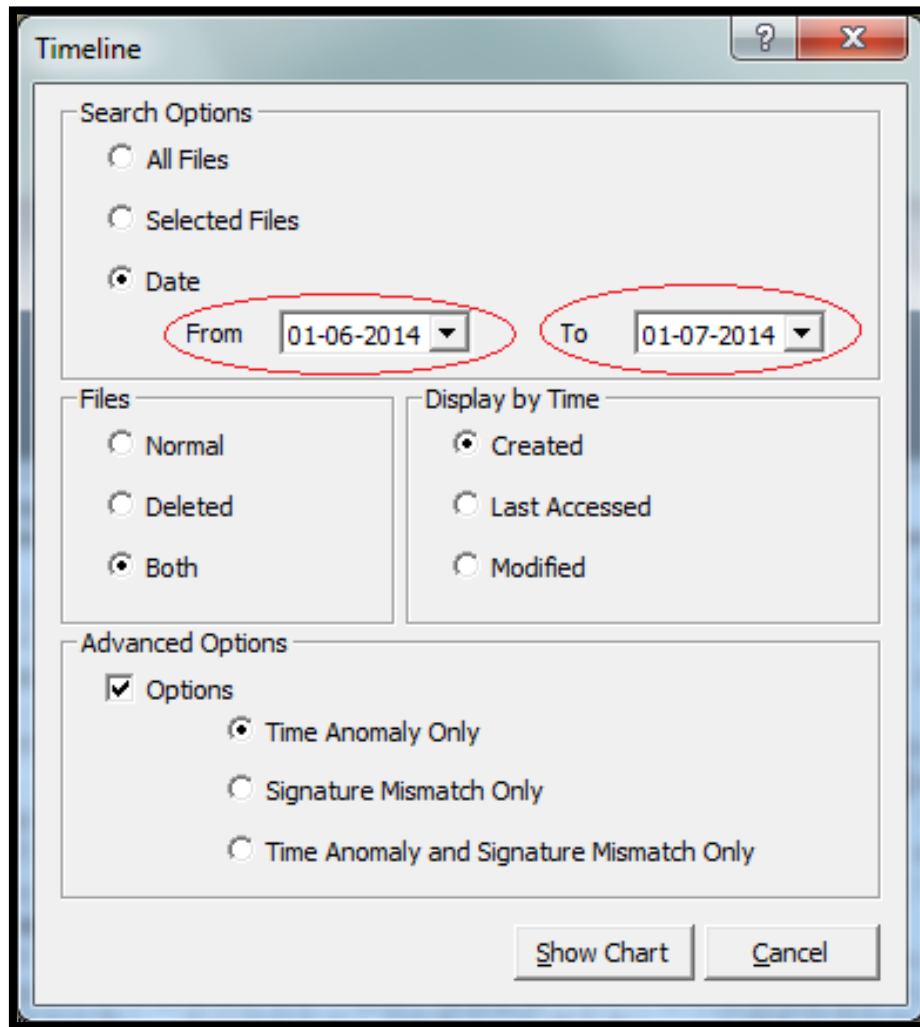 Timeline
?
X
Search Options
All Files
Selected Files
Date
From 01-06-2014 To 01-07-2014
Files
Normal
Deleted
Both
Display by Time
Created
Last Accessed
Modified
Advanced Options
Options
Time Anomaly Only
Signature Mismatch Only
Time Anomaly and Signature Mismatch Only
Show Chart Cancel